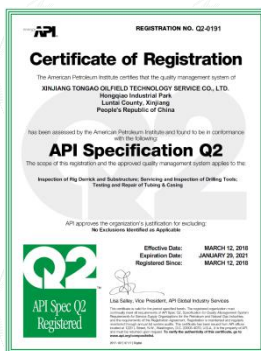 API
REGISTRATION NO. Q2-0191
Certificate of Registration
The American Petroleum Institute certifies that the quality management system of
XINJIANG TONGAO OILFIELD TECHNOLOGY SERVICE CO., LTD.
Hongqiao Industrial Park
Luntai County, Xinjiang
People's Republic of China
has been assessed by the American Petroleum Institute and found to be in conformance
with the following:
API Specification Q2
The scope of this registration and the approved quality management system applies to the
Inspection of Rig Derrick and Substructure; Servicing and Inspection of Drilling Tools;
Testing and Repair of Tubing & Casing
API approves the organization's justification for excluding:
No Exclusions Identified as Applicable
Effective Date: MARCH 12, 2018
Expiration Date: JANUARY 29, 2021
Registered Since: MARCH 12, 2018
Q2
API Spec Q2
Registered
Vice President, API Global Industry Services